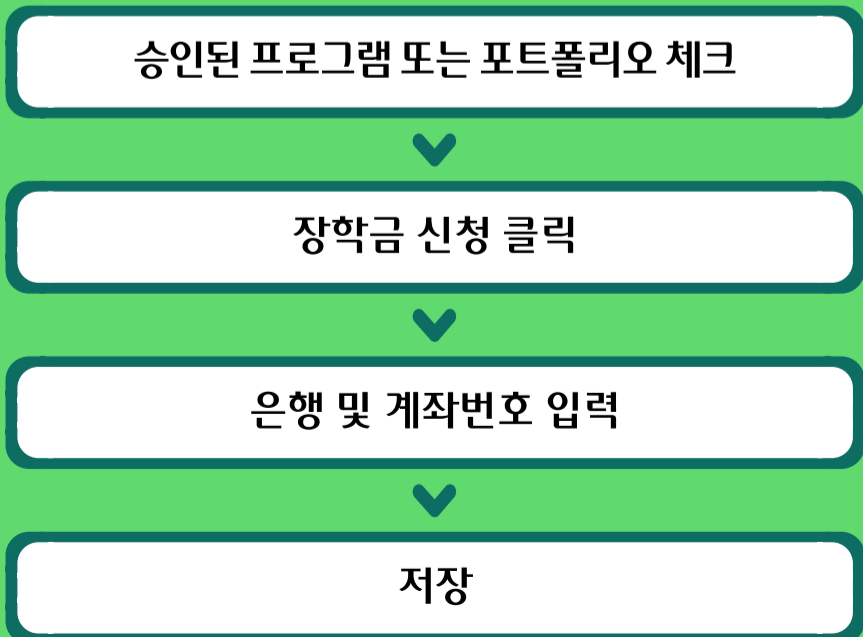 승인된 프로그램 또는 포트폴리오 체크
장학금 신청 클릭
은행 및 계좌번호 입력
저장